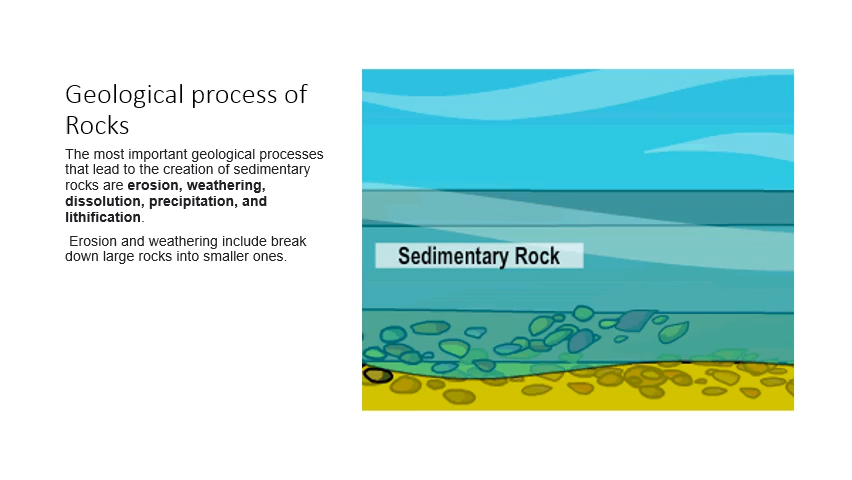 Geological process of
Rocks
The most important geological processes
that lead to the creation of sedimentary
rocks are erosion, weathering,
dissolution, precipitation, and
lithification.
Erosion and weathering include break
down large rocks into smaller ones.
Sedimentary Rock